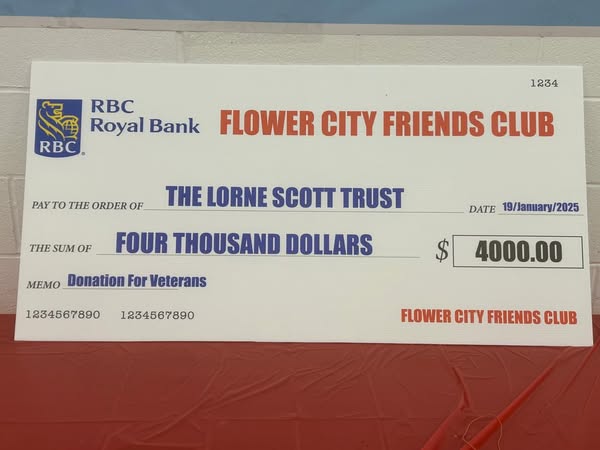 1234
RBC
Royal Bank
RBC
®
FLOWER CITY FRIENDS CLUB
PAY TO THE ORDER OF THE LORNE SCOTT TRUST DATE 19/January/2025
THE SUM OF FOUR THOUSAND DOLLARS $ 4000.00
MEMO Donation For Veterans
1234567890 1234567890 FLOWER CITY FRIENDS CLUB